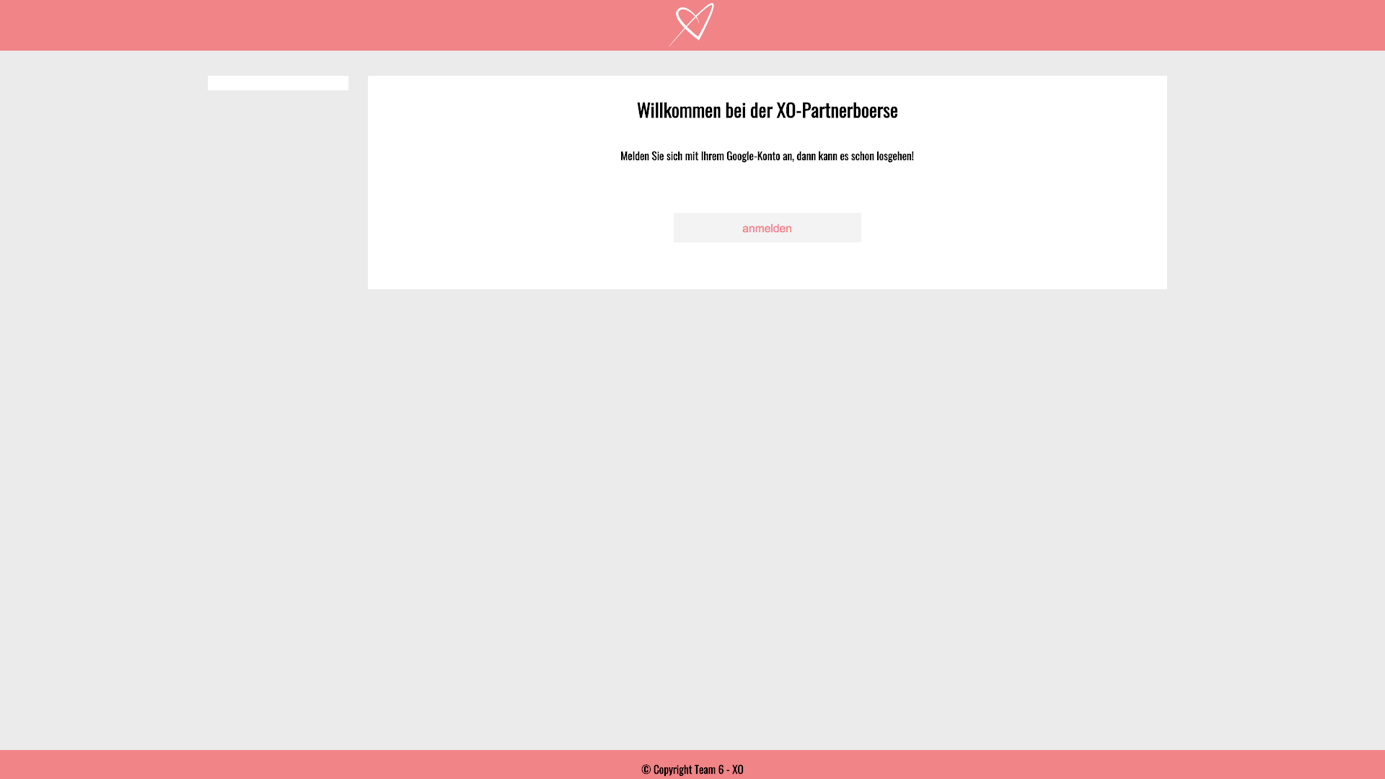 Willkommen bei der XO-Partnerboerse
Melden Sie sich mit Ihrem Google-Konto an, dann kann es schon losgehen!
anmelden
© Copyright Team 6 - XO